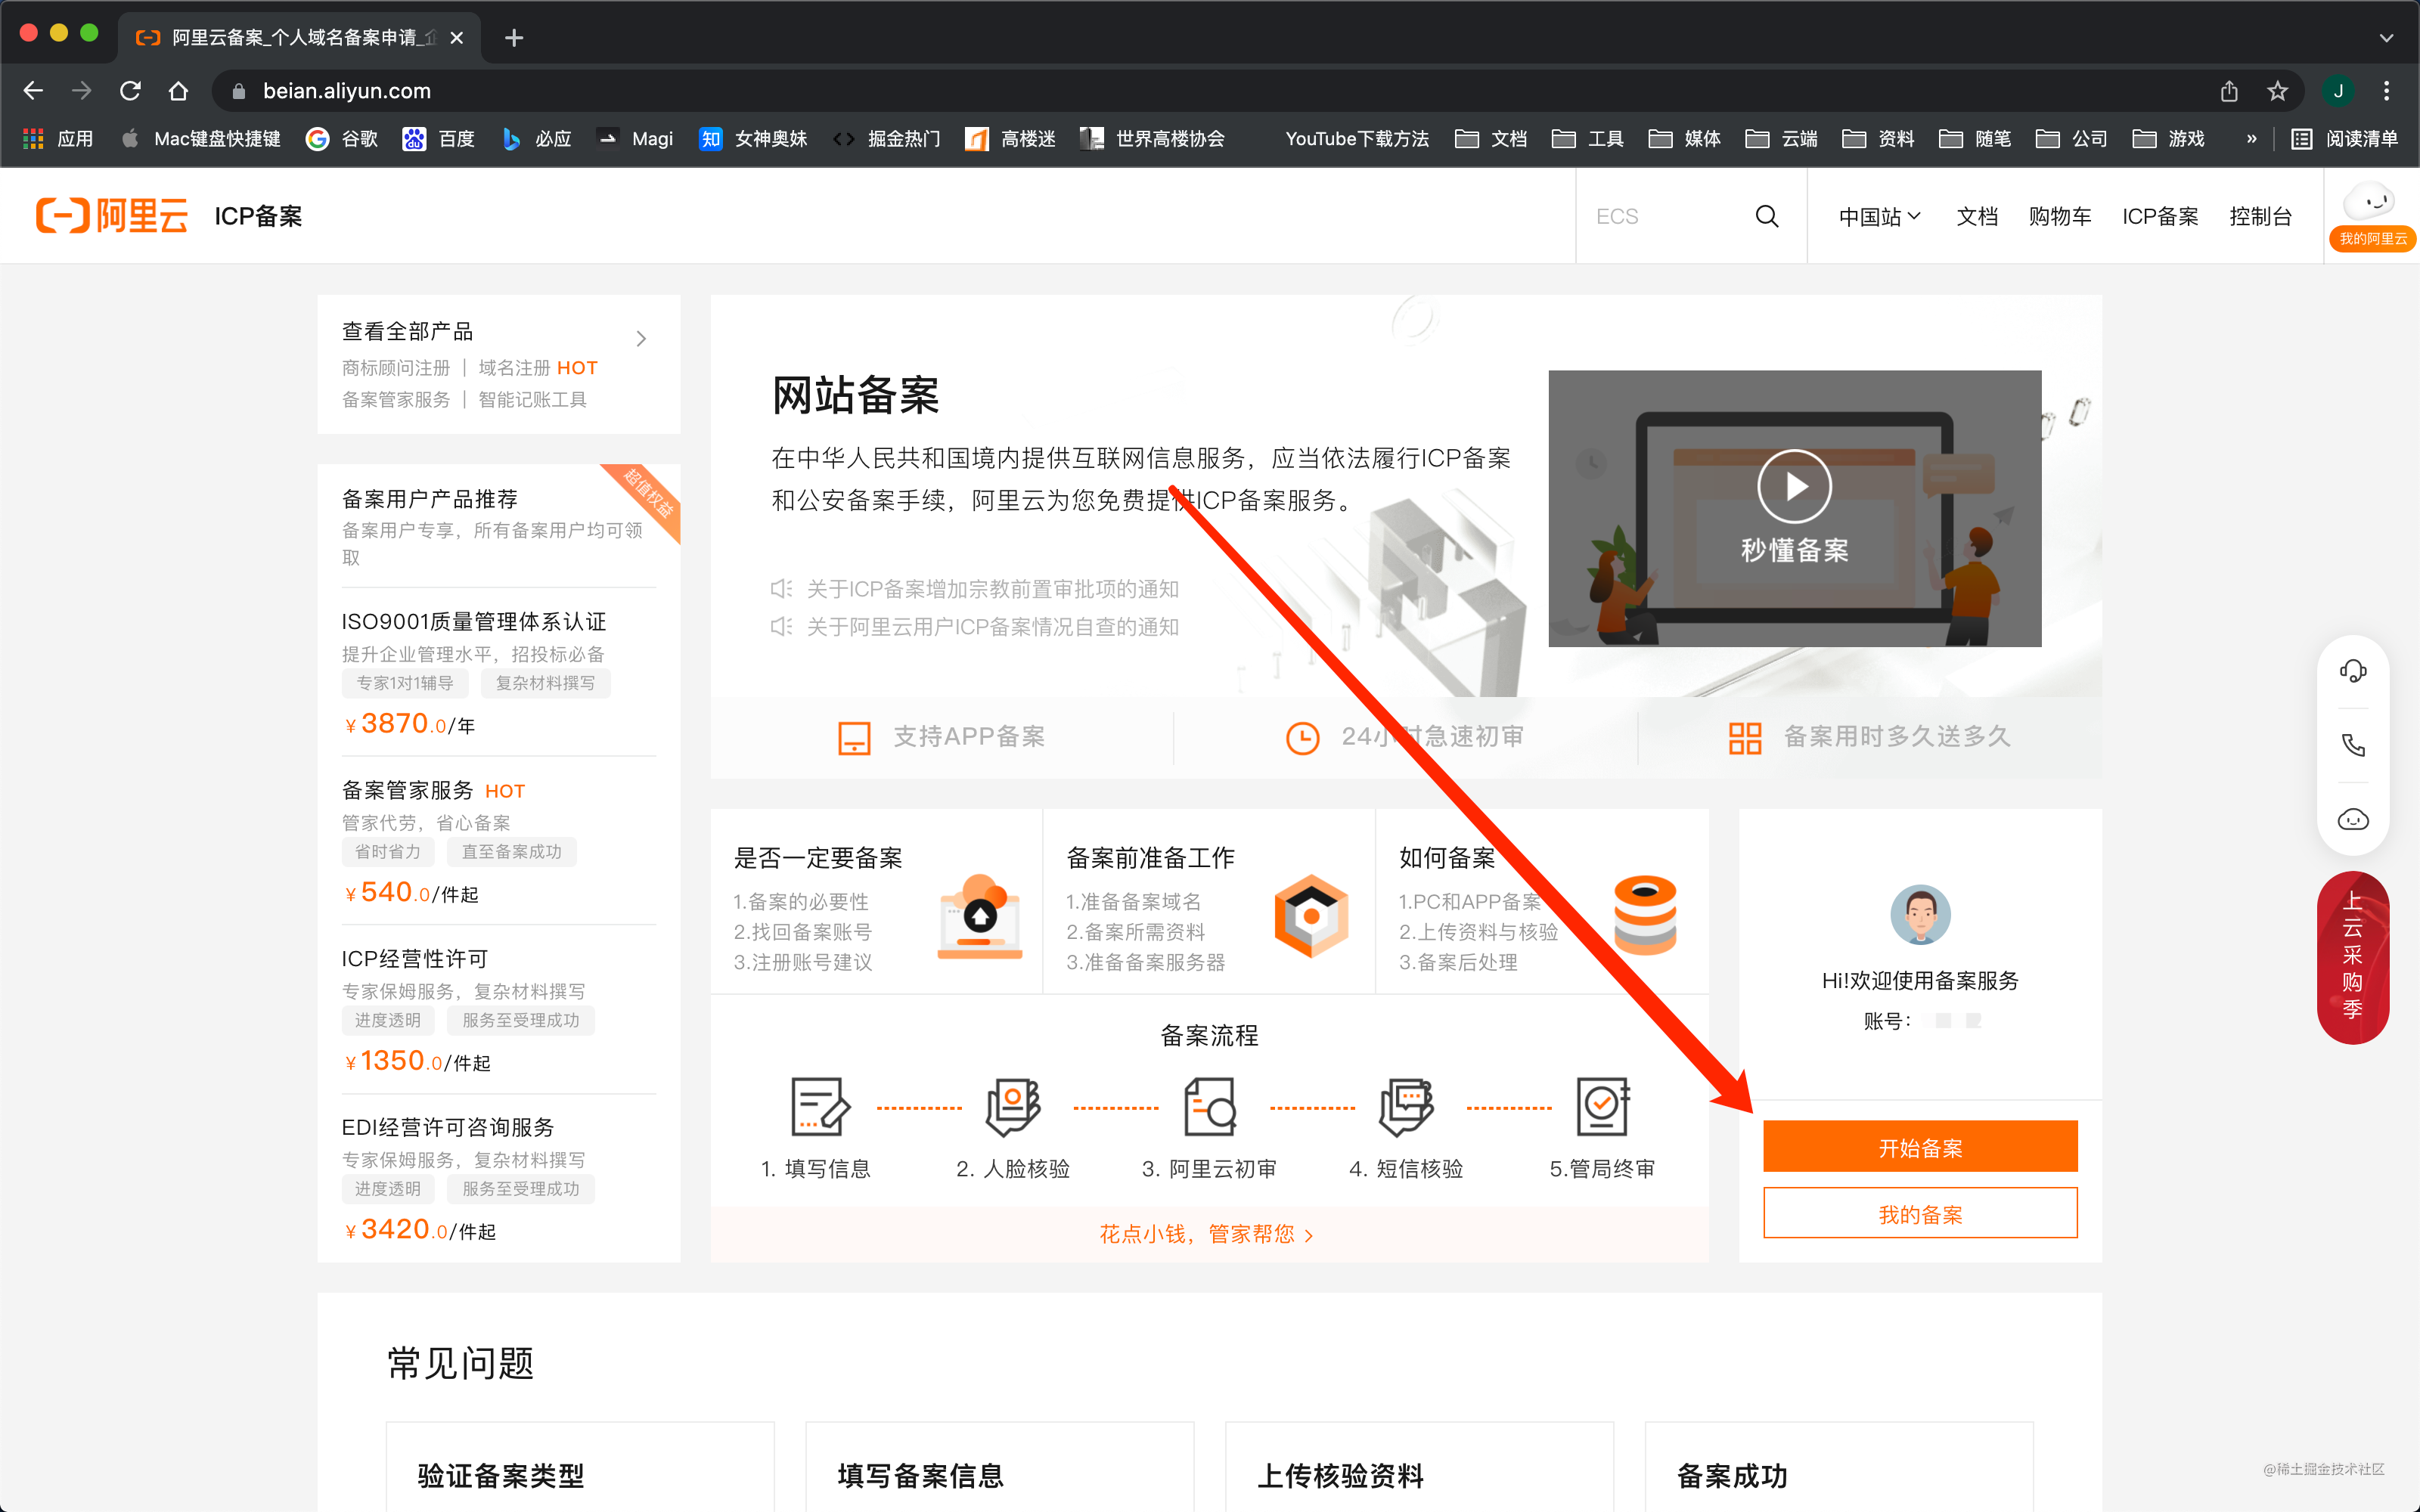 阿里云备案_个人域名备案申请_企
beian.aliyun.com
J
应用
Mac键盘快捷键
谷歌
百度
必应
Magi
知 女神奥妹
掘金热门
高楼迷
世界高楼协会
YouTube下载方法
文档
工具
媒体
云端
资料
随笔
公司
游戏
»
阅读清单
阿里云
ICP备案
ECS
中国站
文档
购物车
ICP备案
控制台
我的阿里云
查看全部产品
商标顾问注册 | 域名注册 HOT
备案管家服务 | 智能记账工具
超值权益
备案用户产品推荐
备案用户专享，所有备案用户均可领
取
ISO9001质量管理体系认证
提升企业管理水平，招投标必备
专家1对1辅导 复杂材料撰写
¥3870.0/年
备案管家服务 HOT
管家代劳，省心备案
省时省力 直至备案成功
¥540.0/件起
ICP经营性许可
专家保姆服务，复杂材料撰写
进度透明 服务至受理成功
¥1350.0/件起
EDI经营许可咨询服务
专家保姆服务，复杂材料撰写
进度透明 服务至受理成功
¥3420.0/件起
网站备案
在中华人民共和国境内提供互联网信息服务，应当依法履行ICP备案
和公安备案手续，阿里云为您免费提供ICP备案服务。
关于ICP备案增加宗教前置审批项的通知
关于阿里云用户ICP备案情况自查的通知
秒懂备案
支持APP备案
24小时急速初审
备案用时多久送多久
是否一定要备案
1.备案的必要性
2.找回备案账号
3.注册账号建议
备案前准备工作
1.准备备案域名
2.备案所需资料
3.准备备案服务器
如何备案
1.PC和APP备案
2.上传资料与核验
3.备案后处理
备案流程
1. 填写信息
2. 人脸核验
3. 阿里云初审
4. 短信核验
5.管局终审
花点小钱，管家帮您 >
Hi!欢迎使用备案服务
账号：
开始备案
我的备案
上云采购季
常见问题
验证备案类型
填写备案信息
上传核验资料
备案成功
@稀土掘金技术社区